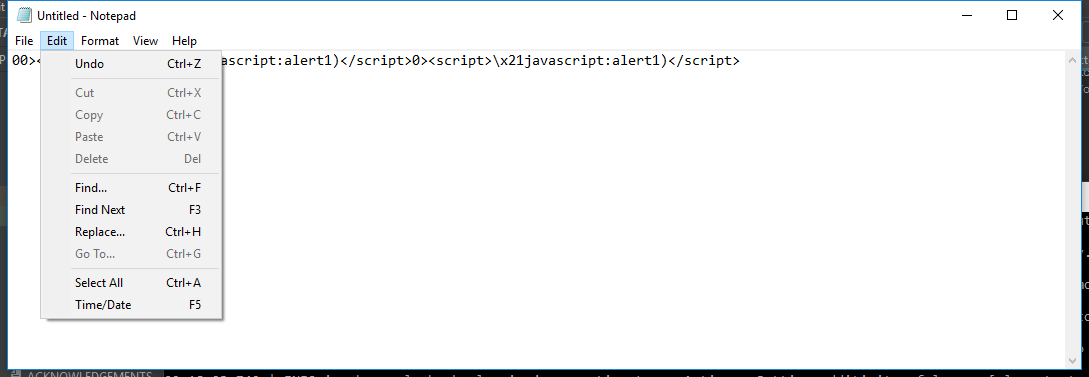 Untitled - Notepad
File Edit Format View Help
00>< ascript:alert1)</script>0><script>\x21javascript:alert1)</script>
Undo Ctrl+Z
Cut Ctrl+X
Copy Ctrl+C
Paste Ctrl+V
Delete Del
Find... Ctrl+F
Find Next F3
Replace... Ctrl+H
Go To... Ctrl+G
Select All Ctrl+A
Time/Date F5
ACKNOWLEDGEMENTS